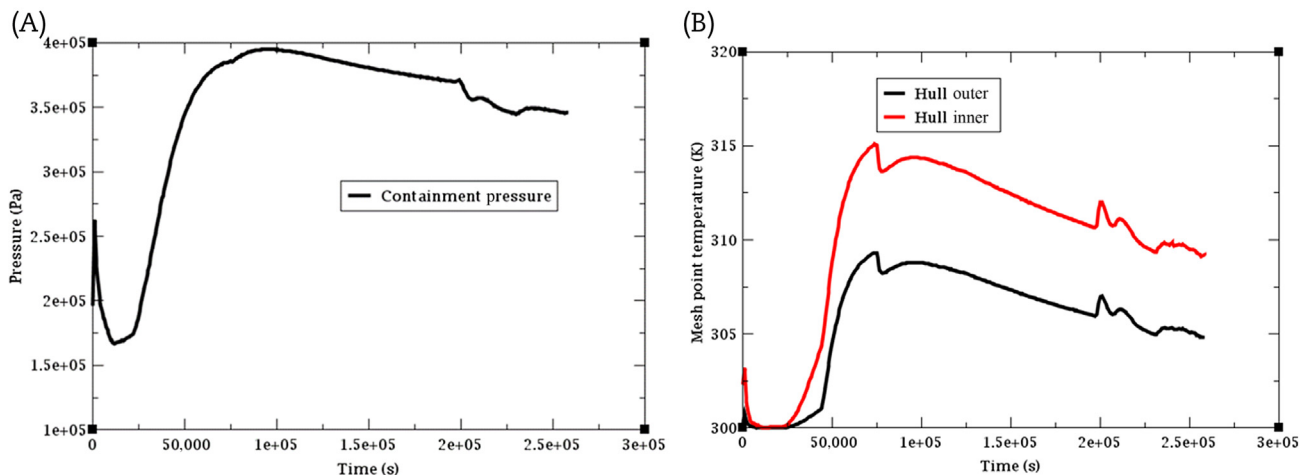 (A)
4e+05
3.5e+05
3e+05
2.5e+05
2e+05
1.5e+05
1e+05
Pressure (Pa)
Containment pressure
0
50,000
1e+05
1.5e+05
2e+05
2.5e+05
3e+05
Time (s)
(B)
320
315
310
305
300
Mesh point temperature (K)
Hull outer
Hull inner
0
50,000
1e+05
1.5e+05
2e+05
2.5e+05
3e+05
Time (s)